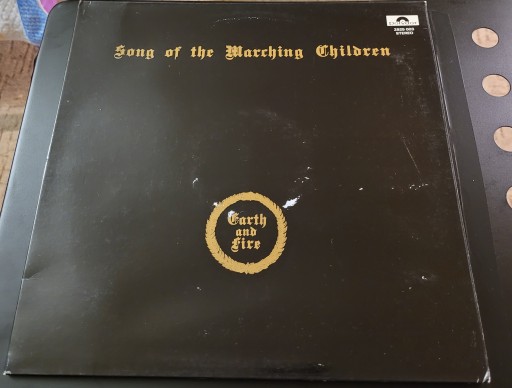 Song of the Marching Children
STEREO
Earth
and
Fire